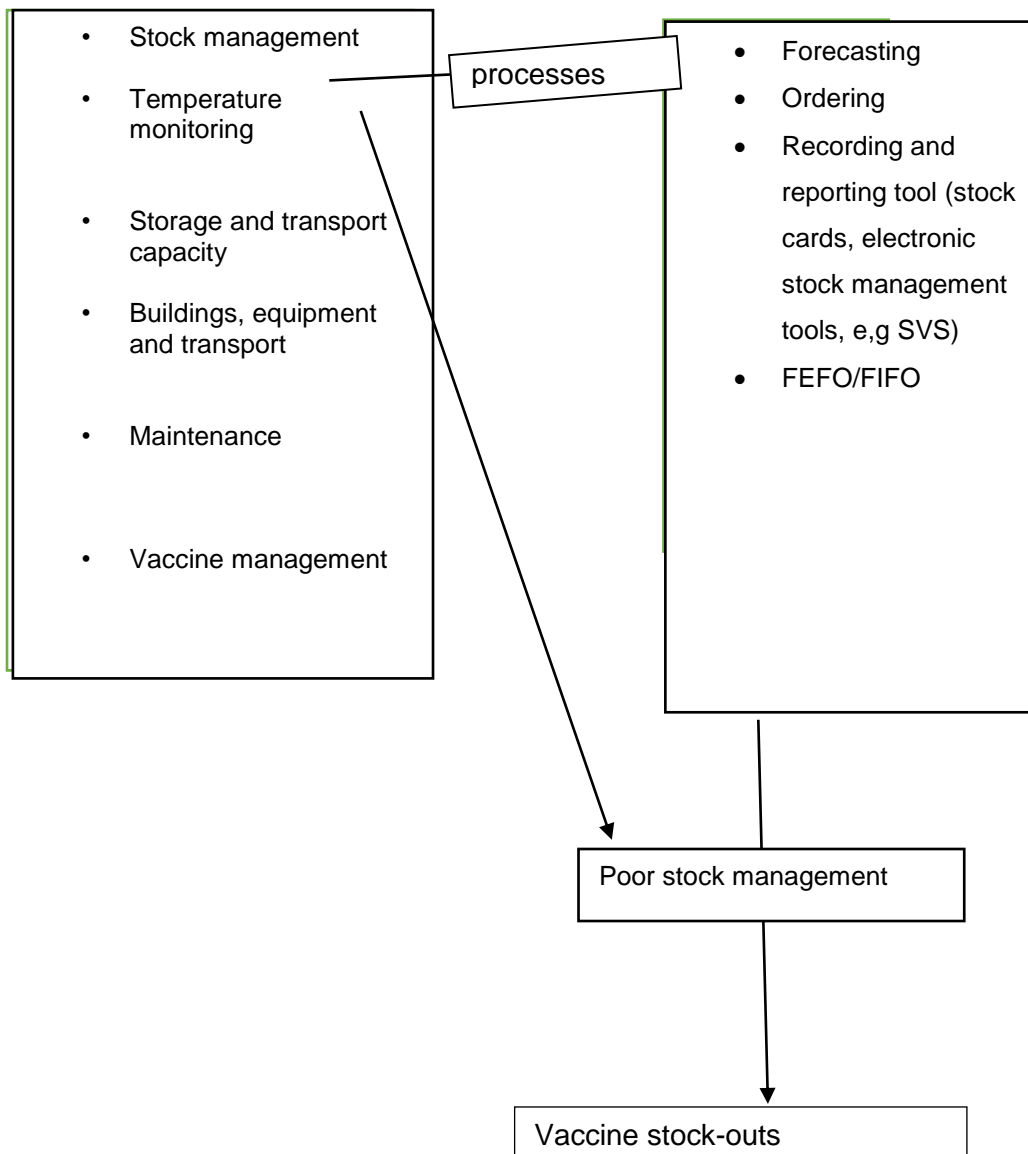 • Stock management
• Temperature
monitoring
• Storage and transport
capacity
• Buildings, equipment
and transport
• Maintenance
• Vaccine management
processes
• Forecasting
• Ordering
• Recording and
reporting tool (stock
cards, electronic
stock management
tools, e,g SVS)
• FEFO/FIFO
Poor stock management
Vaccine stock-outs